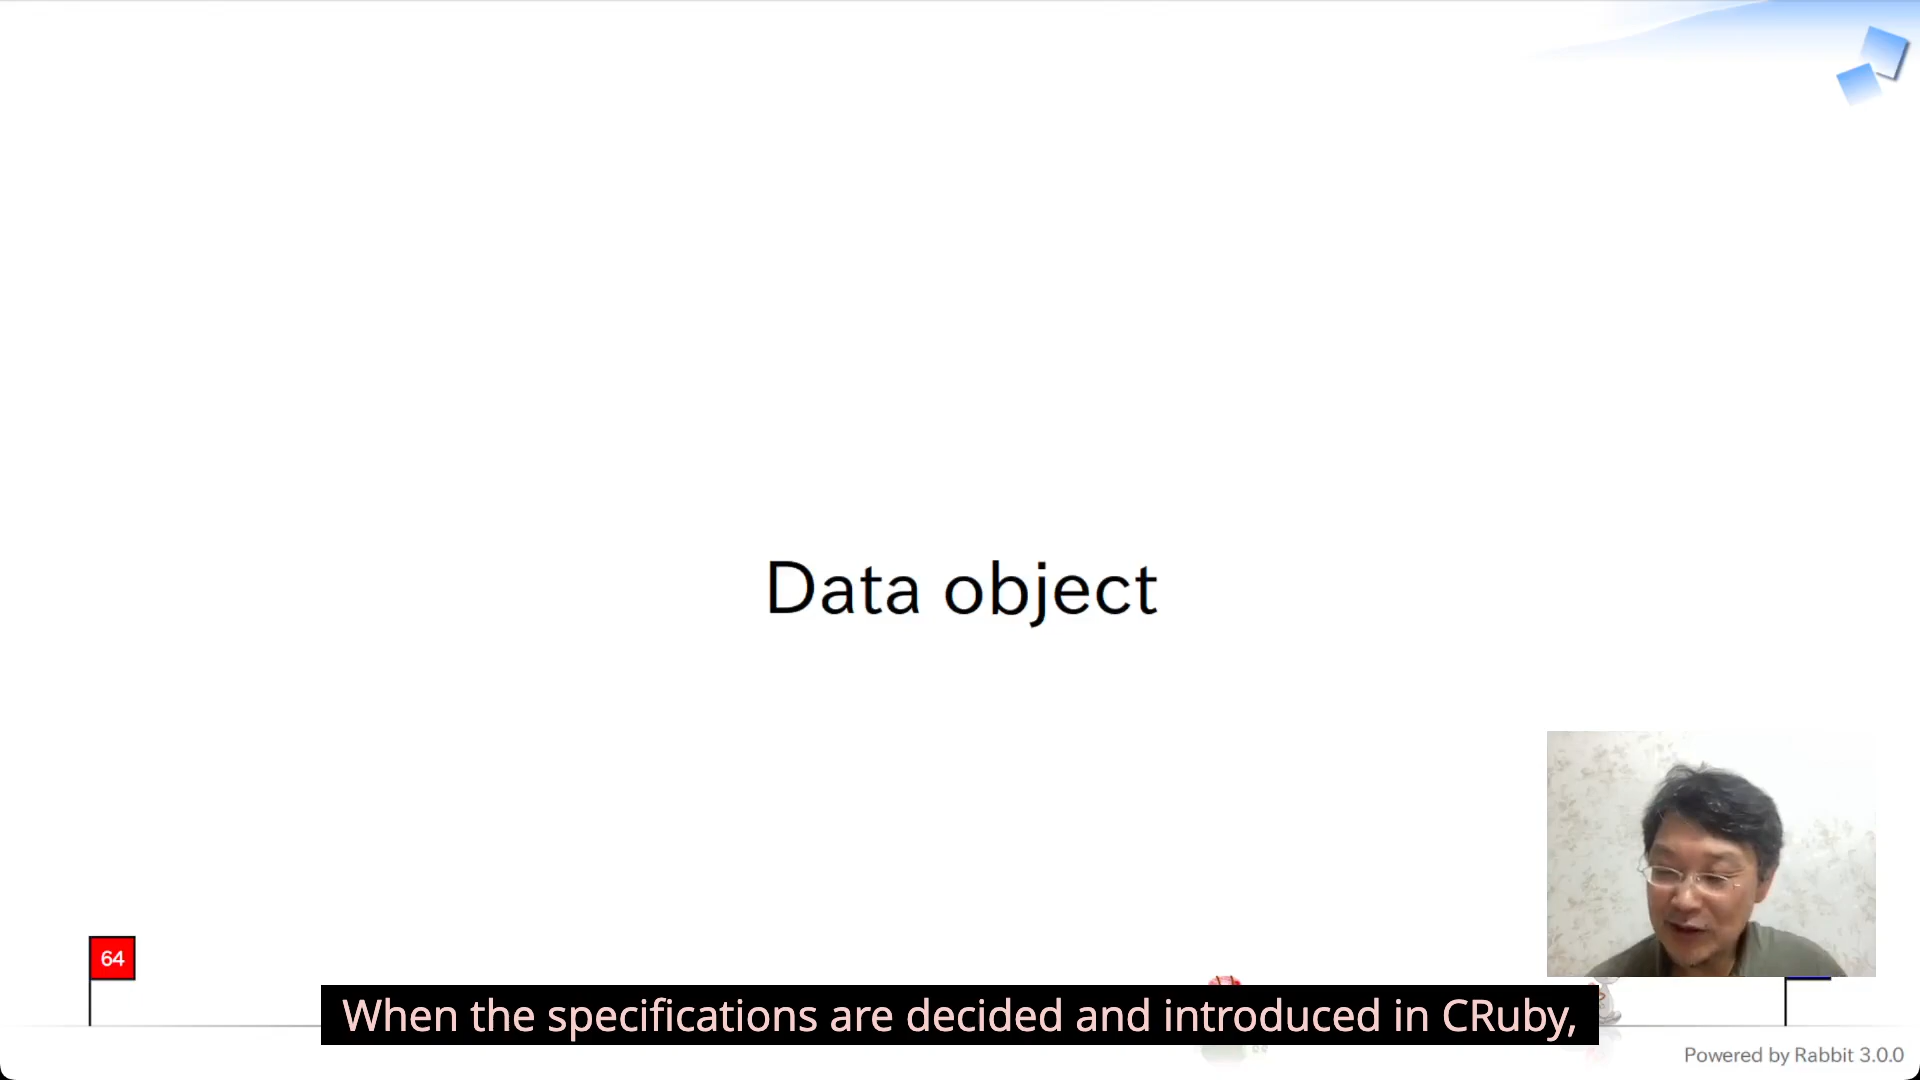 Data object
64
When the specifications are decided and introduced in CRuby,
Powered by Rabbit 3.0.0